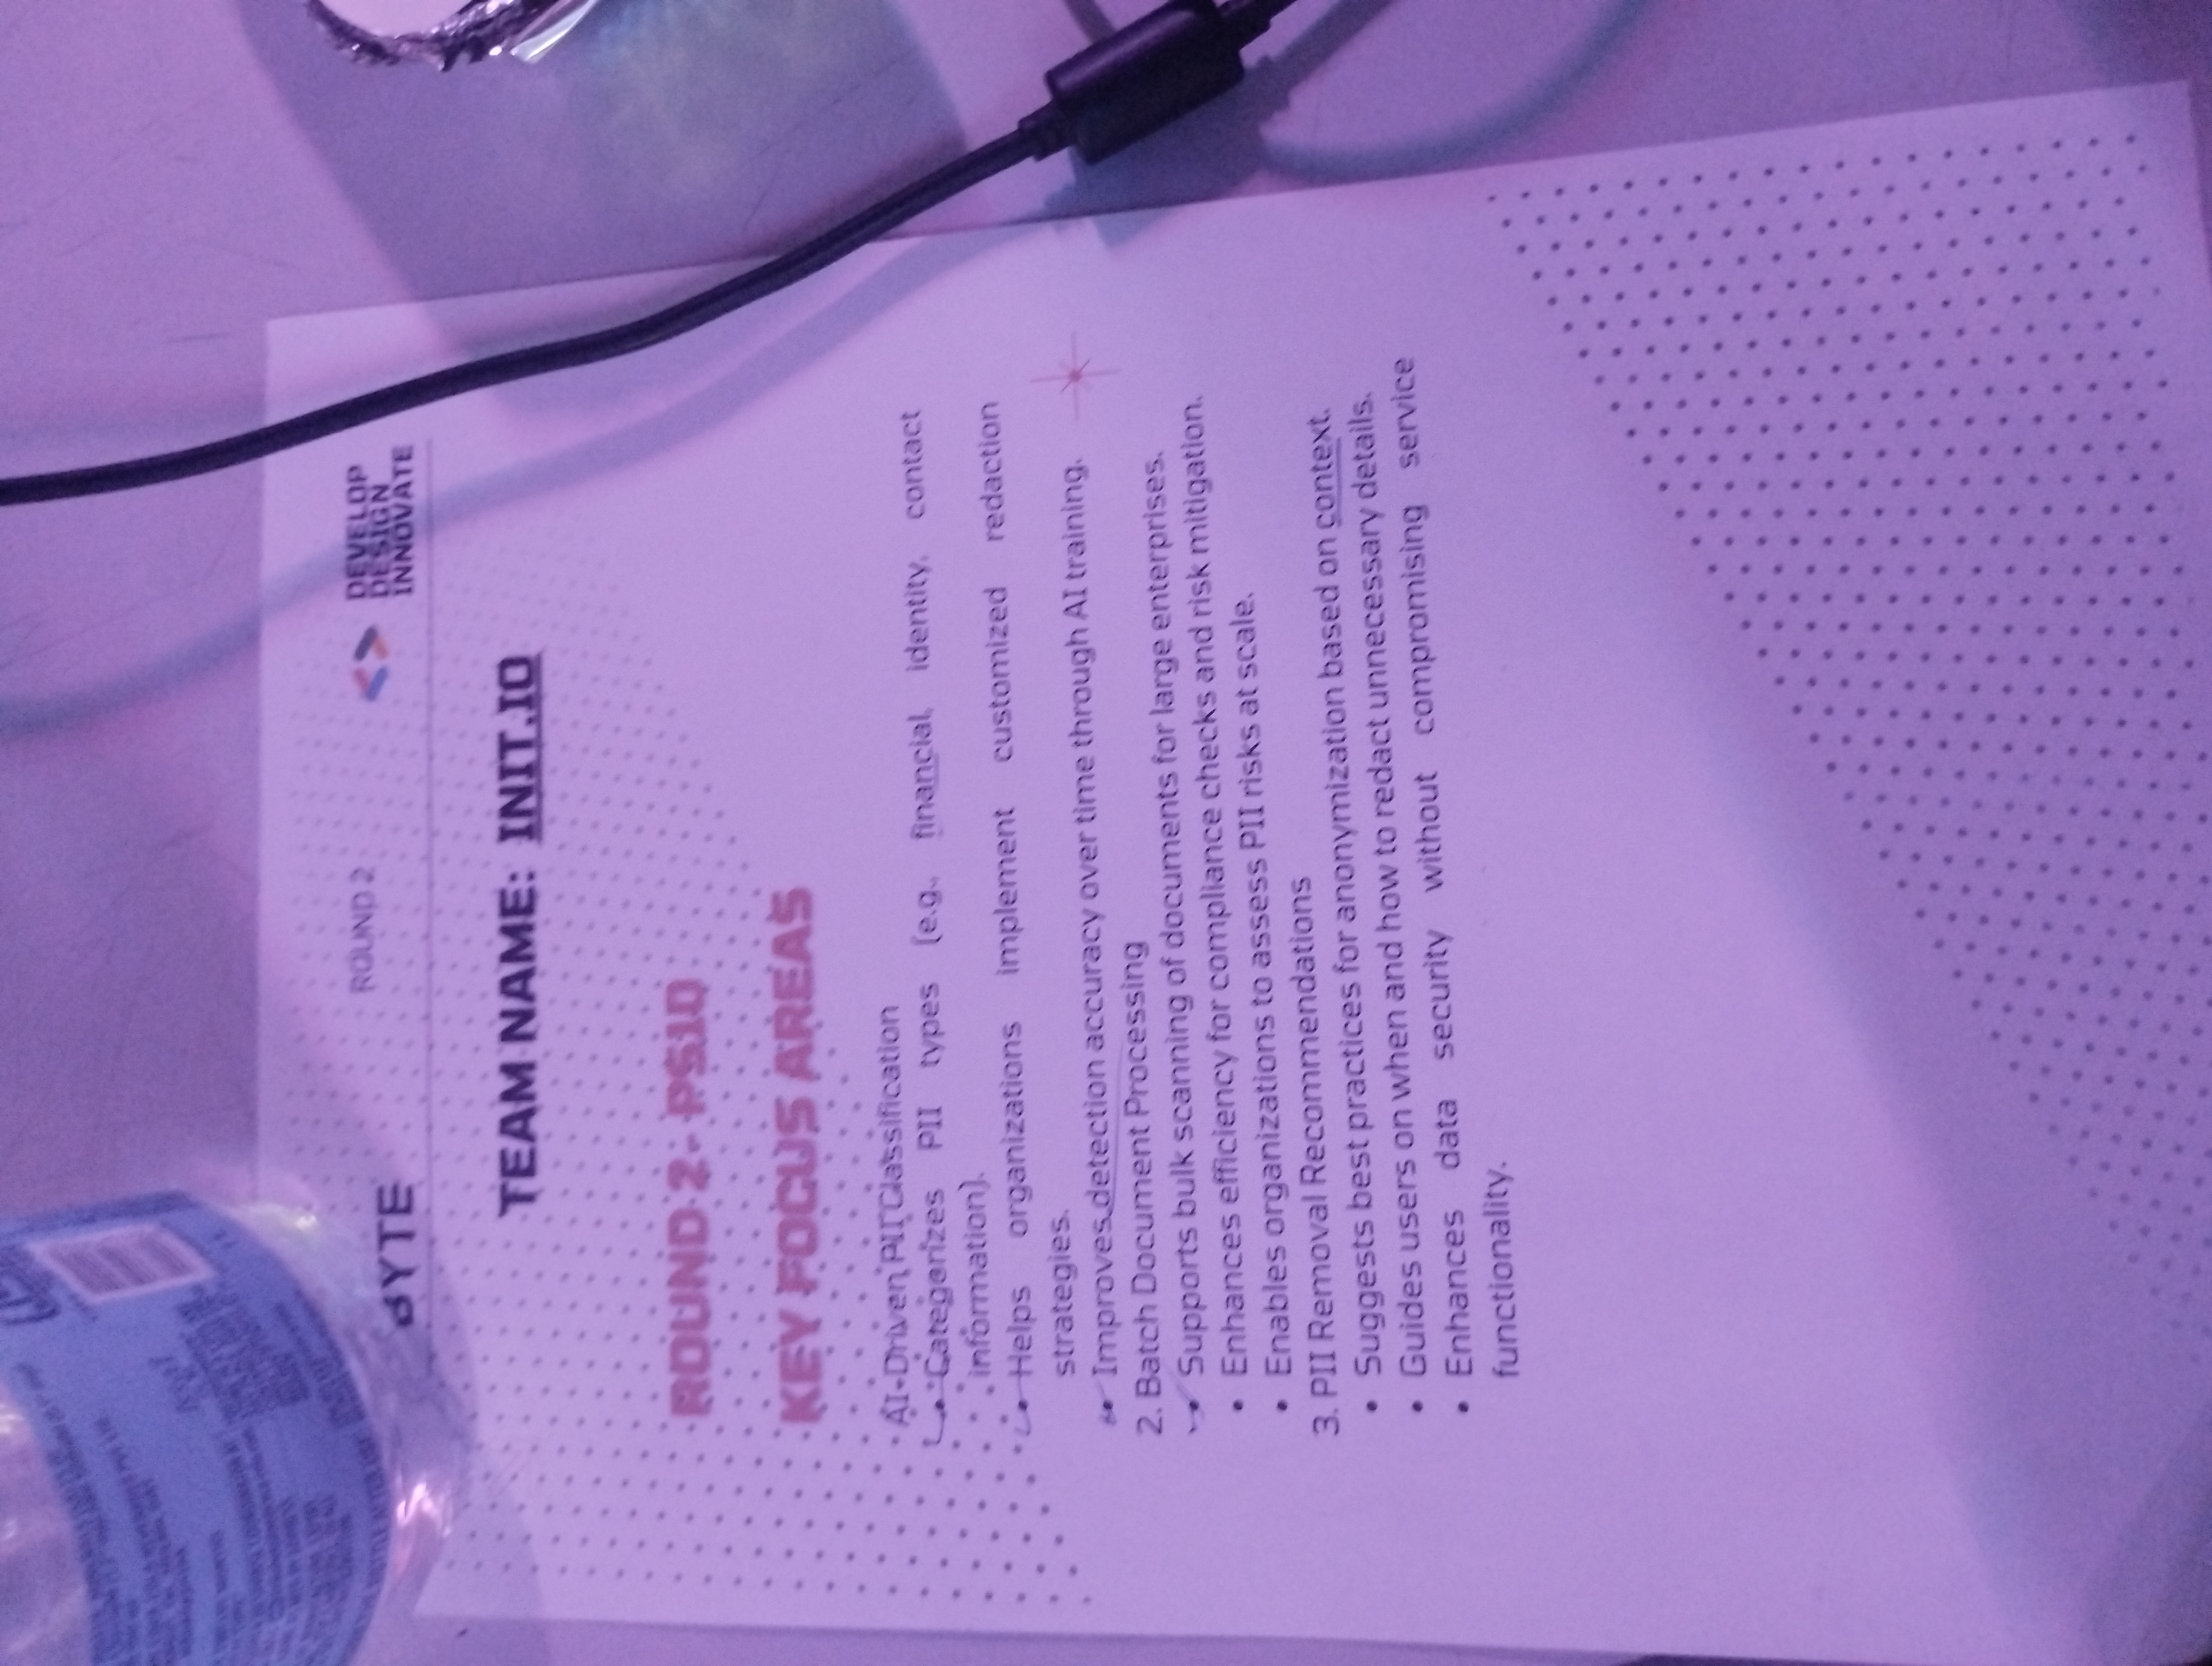 BYTE
ROUND 2
DEVELOP
DESIGN
INNOVATE
TEAM NAME: INIT.IO
ROUND 2 - PS10
KEY FOCUS AREAS
AI-Driven PII Classification
Categorizes PII types (e.g., financial, identity, contact
information).
Helps organizations implement customized redaction
strategies.
Improves detection accuracy over time through AI training.
2. Batch Document Processing
Supports bulk scanning of documents for large enterprises.
• Enhances efficiency for compliance checks and risk mitigation.
• Enables organizations to assess PII risks at scale.
3. PII Removal Recommendations
• Suggests best practices for anonymization based on context.
• Guides users on when and how to redact unnecessary details.
• Enhances data security without compromising service
functionality.